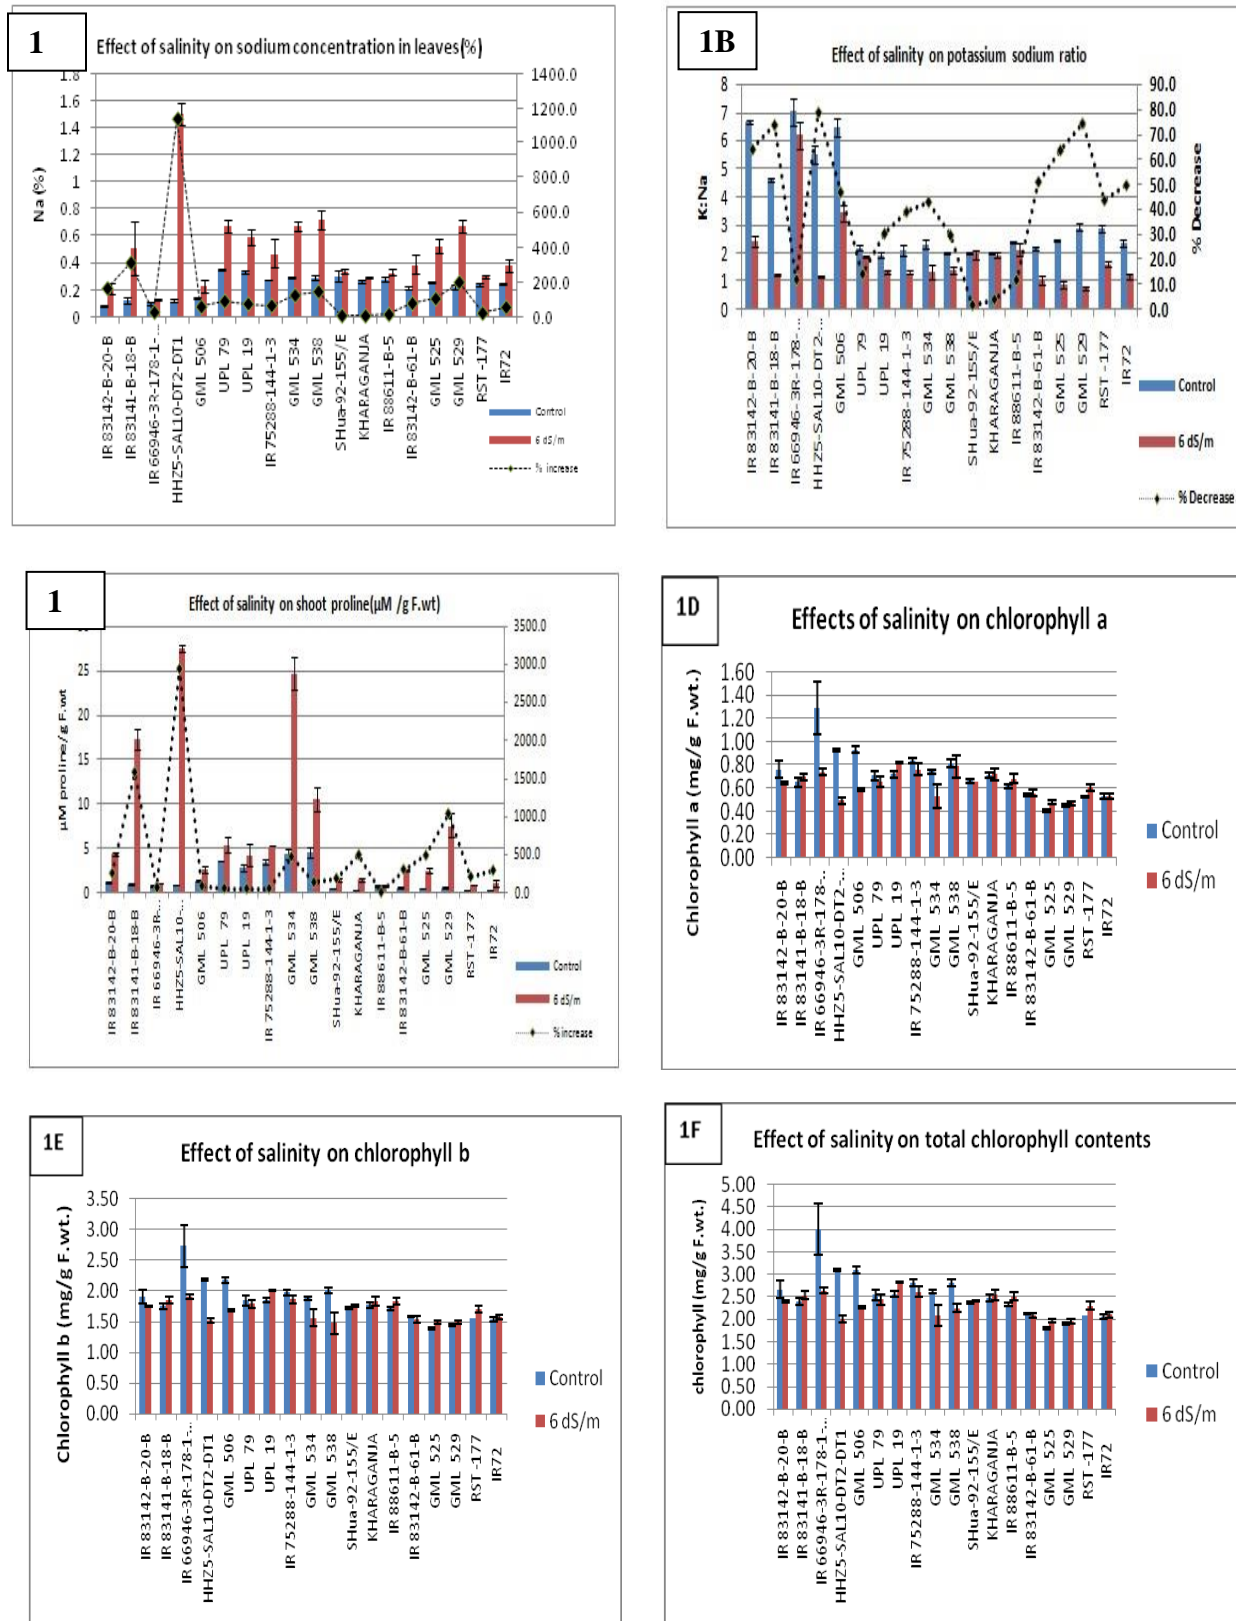 1
Effect of salinity on sodium concentration in leaves(%)
Na (%)
1.8
1.6
1.4
1.2
1
0.8
0.6
0.4
0.2
0
1400.0
1200.0
1000.0
800.0
600.0
400.0
200.0
0.0
IR 83142-B-20-B
IR 83141-B-18-B
IR 66946-3R-178-1-...
HHZ5-SAL10-DT2-DT1
GML 506
UPL 79
UPL 19
IR 75288-144-1-3
GML 534
GML 538
SHua-92-155/E
KHARAGANJA
IR 88611-B-5
IR 83142-B-61-B
GML 525
GML 529
RST-177
IR72
Control
6 dS/m
% increase
1B
Effect of salinity on potassium sodium ratio
K:Na
8
7
6
5
4
3
2
1
0
90.0
80.0
70.0
60.0
50.0
40.0
30.0
20.0
10.0
0.0
% Decrease
IR 83142-B-20-B
IR 83141-B-18-B
IR 66946-3R-178-...
HHZ5-SAL10-DT2-...
GML 506
UPL 79
UPL 19
IR 75288-144-1-3
GML 534
GML 538
SHua-92-155/E
KHARAGANJA
IR 88611-B-5
IR 83142-B-61-B
GML 525
GML 529
RST-177
IR72
Control
6 dS/m
% Decrease
1
Effect of salinity on shoot proline(µM /g F.wt)
µM proline/g F.wt
25
20
15
10
5
0
3500.0
3000.0
2500.0
2000.0
1500.0
1000.0
500.0
0.0
IR 83142-B-20-B
IR 83141-B-18-B
IR 66946-3R-...
HHZ5-SAL10-...
GML 506
UPL 79
UPL 19
IR 75288-144-1-3
GML 534
GML 538
SHua-92-155/E
KHARAGANJA
IR 88611-B-5
IR 83142-B-61-B
GML 525
GML 529
RST-177
IR72
Control
6 dS/m
% increase
1D
Effects of salinity on chlorophyll a
Chlorophyll a (mg/g F.wt.)
1.60
1.40
1.20
1.00
0.80
0.60
0.40
0.20
0.00
IR 83142-B-20-B
IR 83141-B-18-B
IR 66946-3R-178-...
HHZ5-SAL10-DT2-...
GML 506
UPL 79
UPL 19
IR 75288-144-1-3
GML 534
GML 538
SHua-92-155/E
KHARAGANJA
IR 88611-B-5
IR 83142-B-61-B
GML 525
GML 529
RST-177
IR72
Control
6 dS/m
1E
Effect of salinity on chlorophyll b
Chlorophyll b (mg/g F.wt.)
3.50
3.00
2.50
2.00
1.50
1.00
0.50
0.00
IR 83142-B-20-B
IR 83141-B-18-B
IR 66946-3R-178-1-...
HHZ5-SAL10-DT2-DT1
GML 506
UPL 79
UPL 19
IR 75288-144-1-3
GML 534
GML 538
SHua-92-155/E
KHARAGANJA
IR 88611-B-5
IR 83142-B-61-B
GML 525
GML 529
RST-177
IR72
Control
6 dS/m
1F
Effect of salinity on total chlorophyll contents
chlorophyll (mg/g F.wt.)
5.00
4.50
4.00
3.50
3.00
2.50
2.00
1.50
1.00
0.50
0.00
IR 83142-B-20-B
IR 83141-B-18-B
IR 66946-3R-178-1-...
HHZ5-SAL10-DT2-DT1
GML 506
UPL 79
UPL 19
IR 75288-144-1-3
GML 534
GML 538
SHua-92-155/E
KHARAGANJA
IR 88611-B-5
IR 83142-B-61-B
GML 525
GML 529
RST-177
IR72
Control
6 dS/m